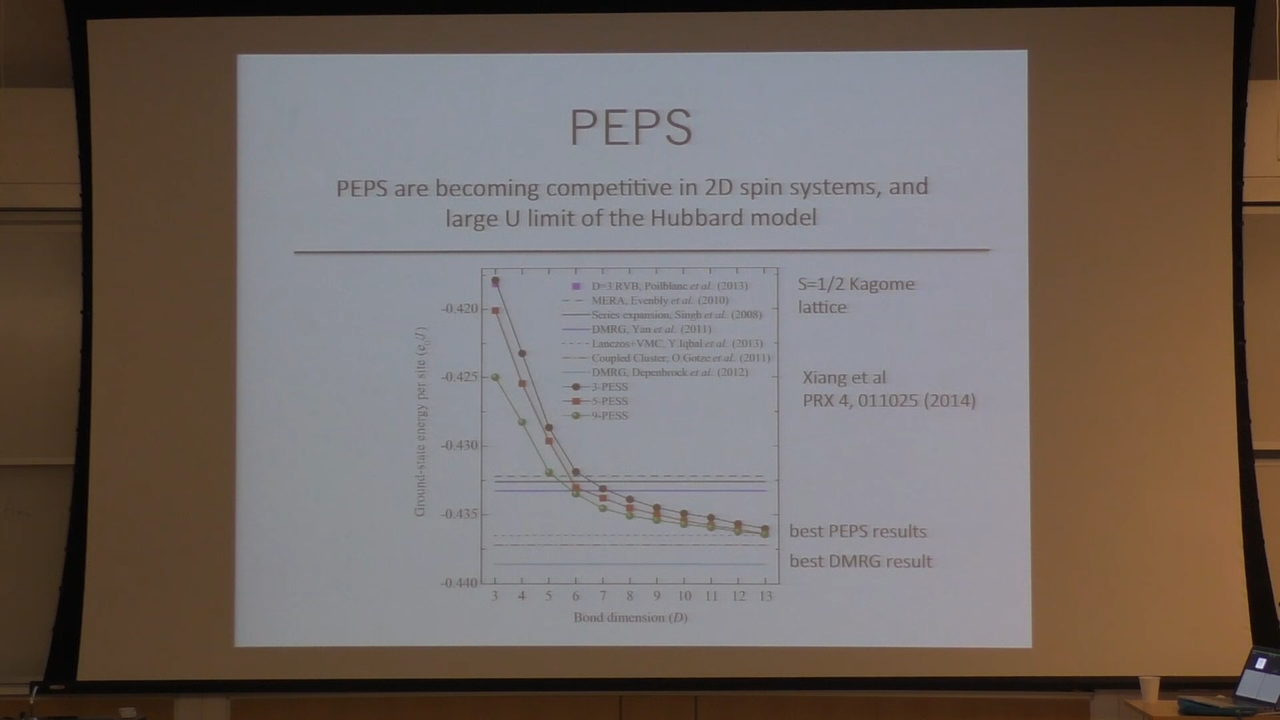 PEPS
PEPS are becoming competitive in 2D spin systems, and
large U limit of the Hubbard model
D=3 RVB, Poilblanc et al. (2013)
MERA, Evenbly et al. (2010)
Series expansion, Singh et al. (2008)
DMRG, Yan et al. (2011)
Lanczos+VMC, Y.Iqbal et al. (2013)
Coupled Cluster, O.Gotze et al. (2011)
DMRG, Depenbrock et al. (2012)
3-PESS
5-PESS
9-PESS
Ground-state energy per site (e₀/J)
-0.420
-0.425
-0.430
-0.435
-0.440
3 4 5 6 7 8 9 10 11 12 13
Bond dimension (D)
S=1/2 Kagome
lattice
Xiang et al
PRX 4, 011025 (2014)
best PEPS results
best DMRG result